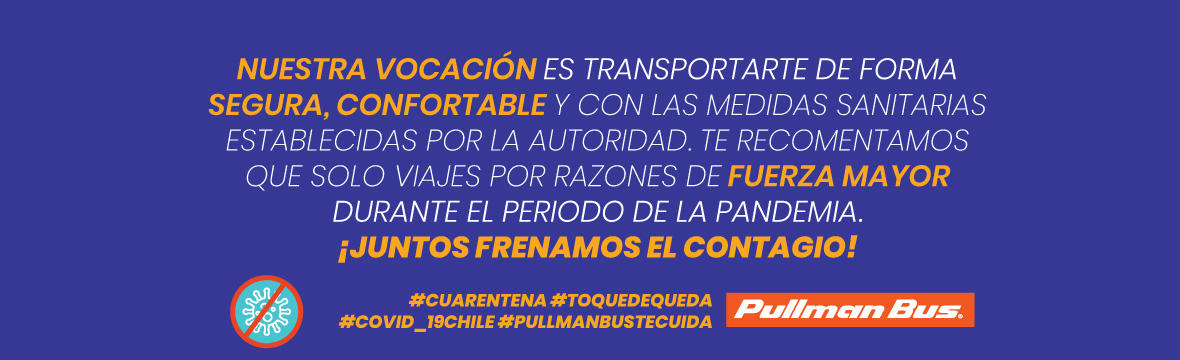 NUESTRA VOCACIÓN ES TRANSPORTARTE DE FORMA
SEGURA, CONFORTABLE Y CON LAS MEDIDAS SANITARIAS
ESTABLECIDAS POR LA AUTORIDAD. TE RECOMENTAMOS
QUE SOLO VIAJES POR RAZONES DE FUERZA MAYOR
DURANTE EL PERIODO DE LA PANDEMIA.
¡JUNTOS FRENAMOS EL CONTAGIO!
#CUARENTENA #TOQUEDEQUEDA
#COVID_19CHILE #PULLMANBUSTECUIDA
Pullman Bus®